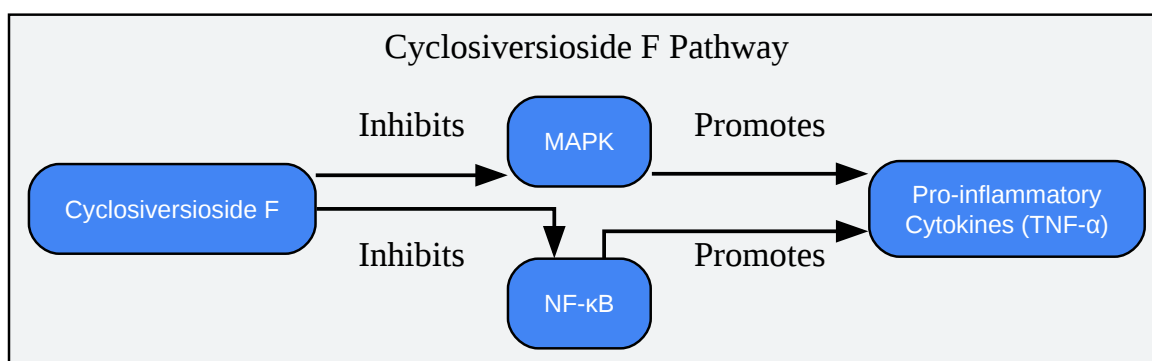 Cyclosiversioside F Pathway
Inhibits
MAPK
Promotes
Cyclosiversioside F
Pro-inflammatory
Cytokines (TNF-α)
Inhibits
Promotes
NF-κB